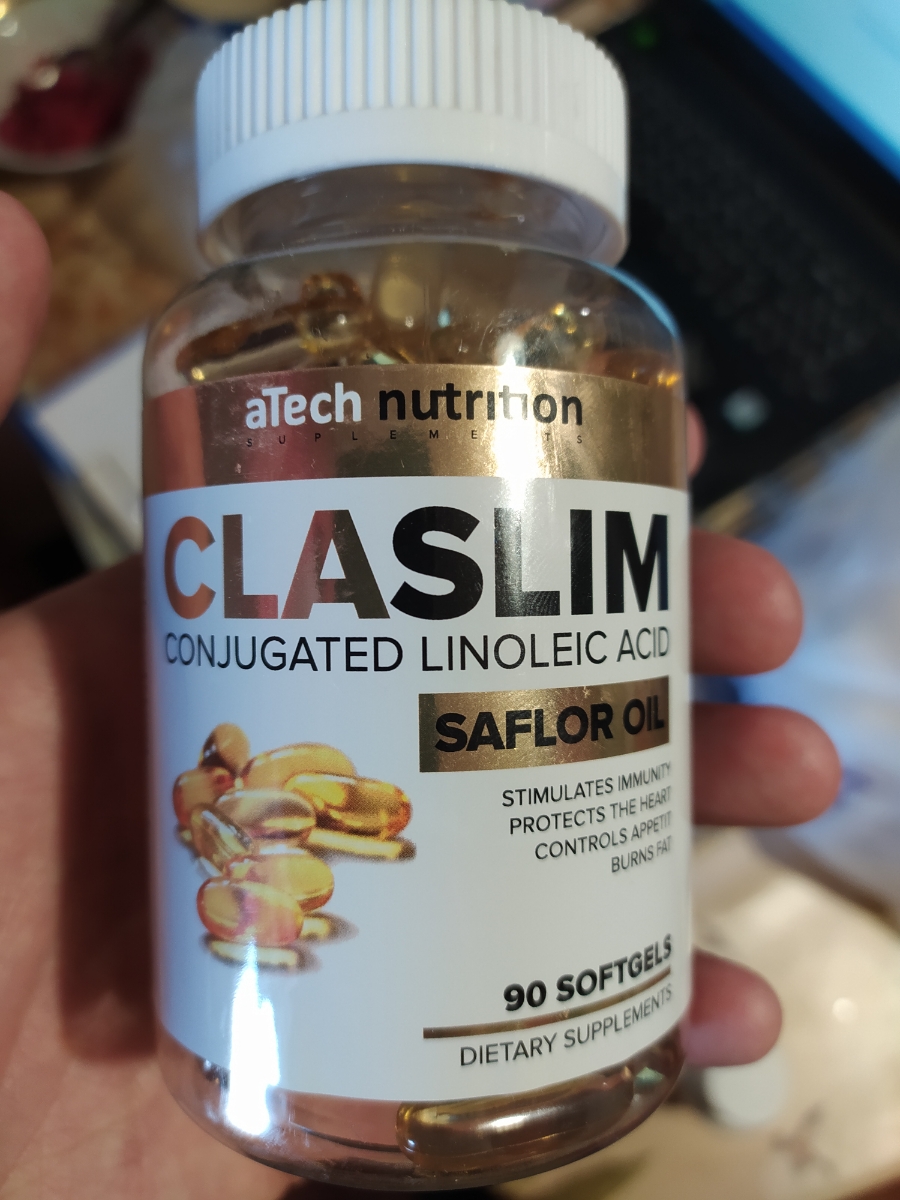 aTech nutrition
SUPLEMENTS
CLASLIM
CONJUGATED LINOLEIC ACID
SAFLOR OIL
STIMULATES IMMUNITY
PROTECTS THE HEART
CONTROLS APPETIT
BURNS FAT
90 SOFTGELS
DIETARY SUPPLEMENTS